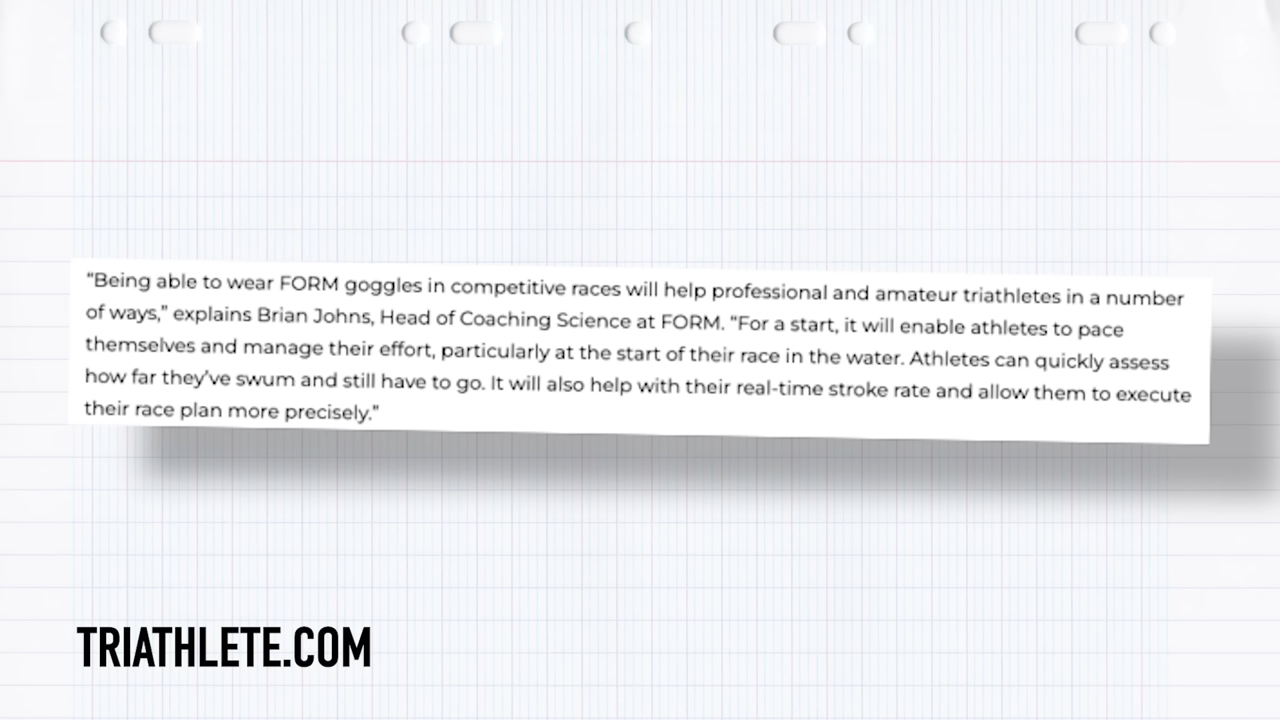 “Being able to wear FORM goggles in competitive races will help professional and amateur triathletes in a number
of ways,” explains Brian Johns, Head of Coaching Science at FORM. “For a start, it will enable athletes to pace
themselves and manage their effort, particularly at the start of their race in the water. Athletes can quickly assess
how far they’ve swum and still have to go. It will also help with their real-time stroke rate and allow them to execute
their race plan more precisely.”
TRIATHLETE.COM